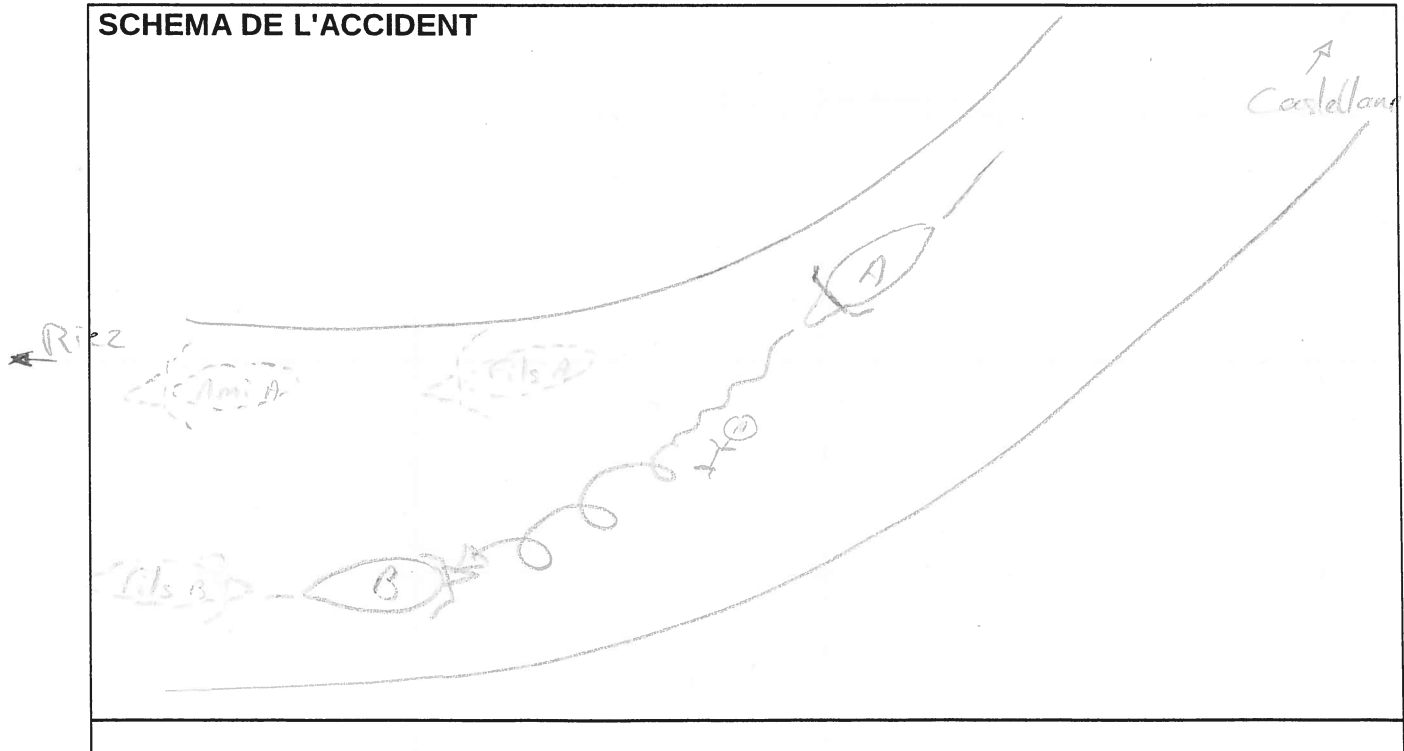 SCHEMA DE L'ACCIDENT
Castellane
A
Riez
Ami A
Fils A
A
Fils B
B